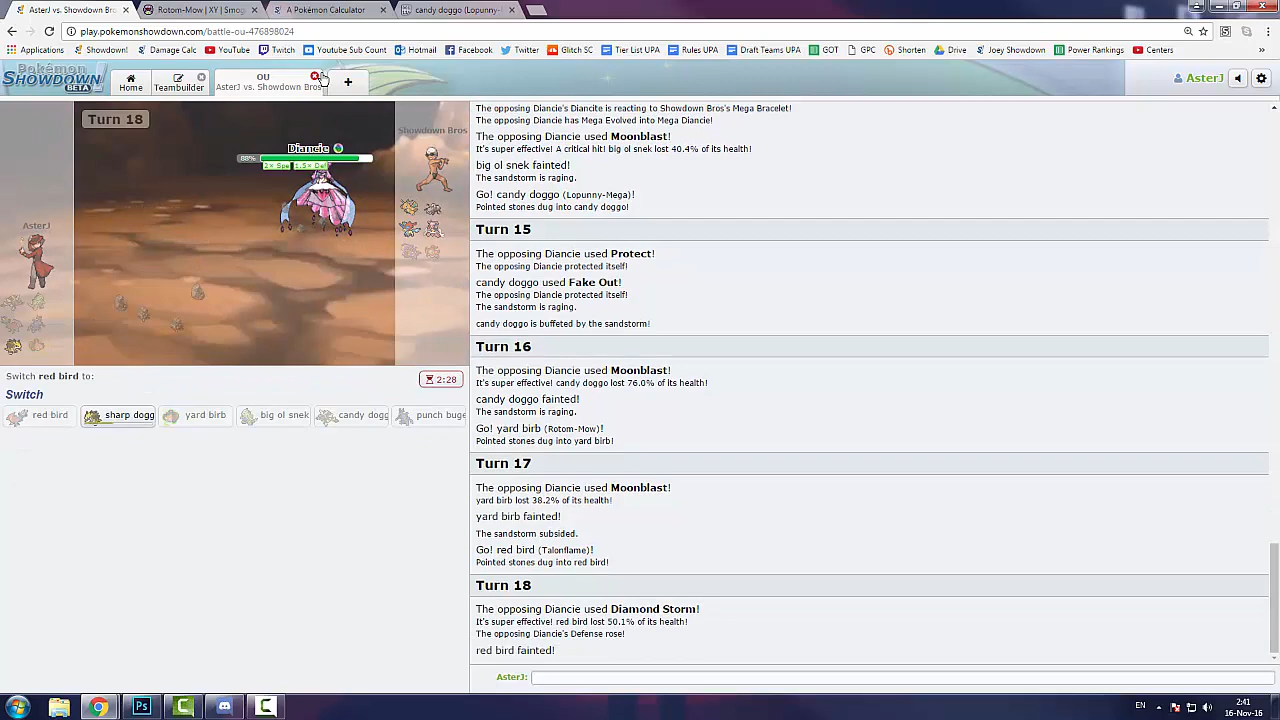 AsterJ vs. Showdown Bros
Rotom-Mow | XY | Smog
A Pokémon Calculator
candy doggo (Lopunny-M
play.pokemonshowdown.com/battle-ou-476898024
Applications
Showdown!
Damage Calc
YouTube
Twitch
Youtube Sub Count
Hotmail
Facebook
Twitter
Glitch SC
Tier List UPA
Rules UPA
Draft Teams UPA
GOT
GPC
Shorten
Drive
Joey Showdown
Power Rankings
Centers
Pokémon
Showdown
BETA
Home
Teambuilder
OU
AsterJ vs. Showdown Bros
+
AsterJ
Turn 18
Showdown Bros
Diancie
88%
2× Spe 1.5× Def
AsterJ
Switch red bird to:
2:28
Switch
red bird
sharp dogg
yard birb
big ol snek
candy dogg
punch buge
The opposing Diancie's Diancite is reacting to Showdown Bros's Mega Bracelet!
The opposing Diancie has Mega Evolved into Mega Diancie!
The opposing Diancie used Moonblast!
It's super effective! A critical hit! big ol snek lost 40.4% of its health!
big ol snek fainted!
The sandstorm is raging.
Go! candy doggo (Lopunny-Mega)!
Pointed stones dug into candy doggo!
Turn 15
The opposing Diancie used Protect!
The opposing Diancie protected itself!
candy doggo used Fake Out!
The opposing Diancie protected itself!
The sandstorm is raging.
candy doggo is buffeted by the sandstorm!
Turn 16
The opposing Diancie used Moonblast!
It's super effective! candy doggo lost 76.0% of its health!
candy doggo fainted!
The sandstorm is raging.
Go! yard birb (Rotom-Mow)!
Pointed stones dug into yard birb!
Turn 17
The opposing Diancie used Moonblast!
yard birb lost 38.2% of its health!
yard birb fainted!
The sandstorm subsided.
Go! red bird (Talonflame)!
Pointed stones dug into red bird!
Turn 18
The opposing Diancie used Diamond Storm!
It's super effective! red bird lost 50.1% of its health!
The opposing Diancie's Defense rose!
red bird fainted!
AsterJ:
EN
2:41
16-Nov-16